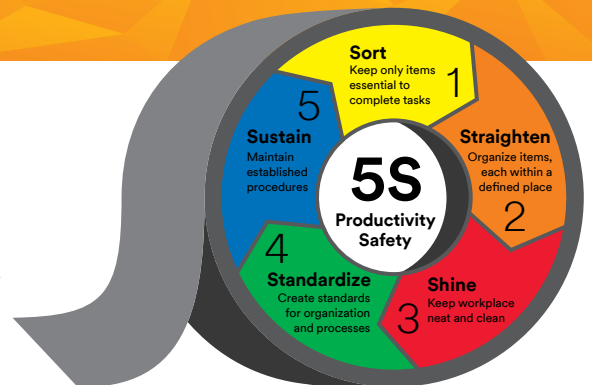 Sort
Keep only items
essential to
complete tasks
1
Straighten
Organize items,
each within a
defined place
2
Shine
Keep workplace
neat and clean
3
4
Standardize
Create standards
for organization
and processes
5
Sustain
Maintain
established
procedures
5S
Productivity
Safety